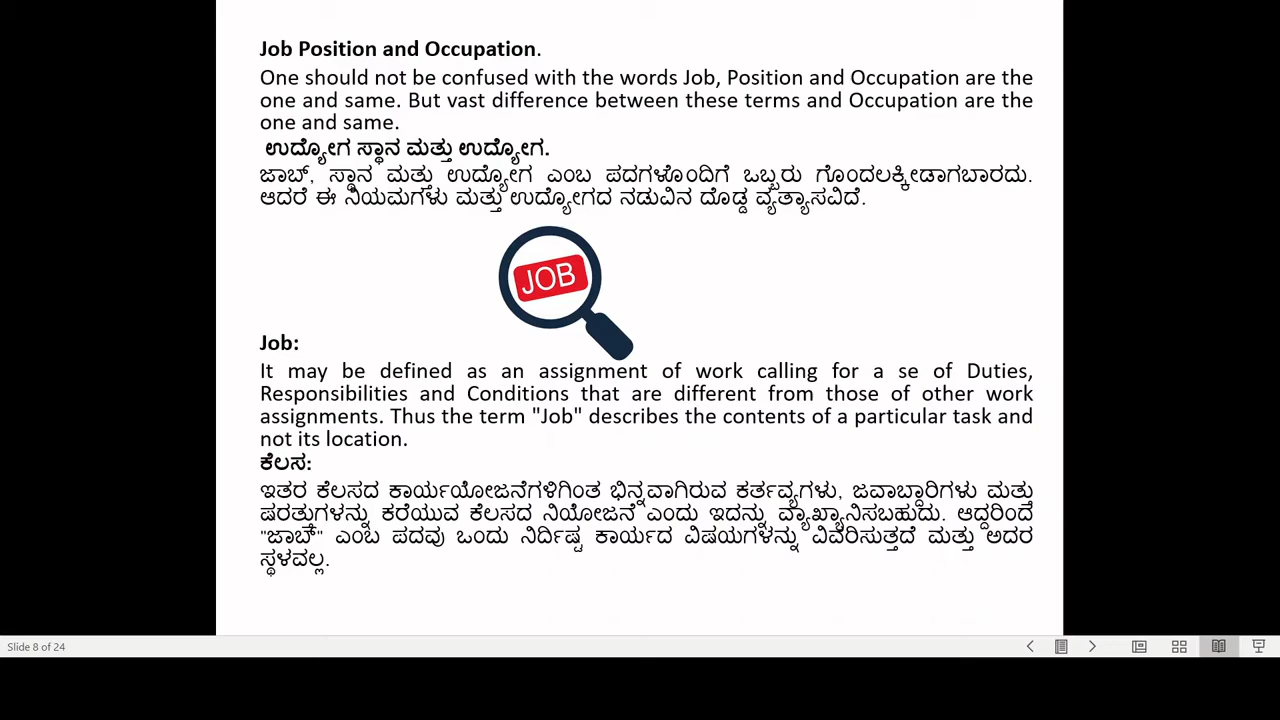 Job Position and Occupation.
One should not be confused with the words Job, Position and Occupation are the
one and same. But vast difference between these terms and Occupation are the
one and same.
ಉದ್ಯೋಗ ಸ್ಥಾನ ಮತ್ತು ಉದ್ಯೋಗ.
ಜಾಬ್, ಸ್ಥಾನ ಮತ್ತು ಉದ್ಯೋಗ ಎಂಬ ಪದಗಳೊಂದಿಗೆ ಒಬ್ಬರು ಗೊಂದಲಕ್ಕೀಡಾಗಬಾರದು.
ಆದರೆ ಈ ನಿಯಮಗಳು ಮತ್ತು ಉದ್ಯೋಗದ ನಡುವಿನ ದೊಡ್ಡ ವ್ಯತ್ಯಾಸವಿದೆ.
JOB
Job:
It may be defined as an assignment of work calling for a se of Duties,
Responsibilities and Conditions that are different from those of other work
assignments. Thus the term "Job" describes the contents of a particular task and
not its location.
ಕೆಲಸ:
ಇತರ ಕೆಲಸದ ಕಾರ್ಯಯೋಜನೆಗಳಿಗಿಂತ ಭಿನ್ನವಾಗಿರುವ ಕರ್ತವ್ಯಗಳು, ಜವಾಬ್ದಾರಿಗಳು ಮತ್ತು
ಷರತ್ತುಗಳನ್ನು ಕರೆಯುವ ಕೆಲಸದ ನಿಯೋಜನೆ ಎಂದು ಇದನ್ನು ವ್ಯಾಖ್ಯಾನಿಸಬಹುದು. ಆದ್ದರಿಂದ
"ಜಾಬ್" ಎಂಬ ಪದವು ಒಂದು ನಿರ್ದಿಷ್ಟ ಕಾರ್ಯದ ವಿಷಯಗಳನ್ನು ವಿವರಿಸುತ್ತದೆ ಮತ್ತು ಅದರ
ಸ್ಥಳವಲ್ಲ.
Slide 8 of 24